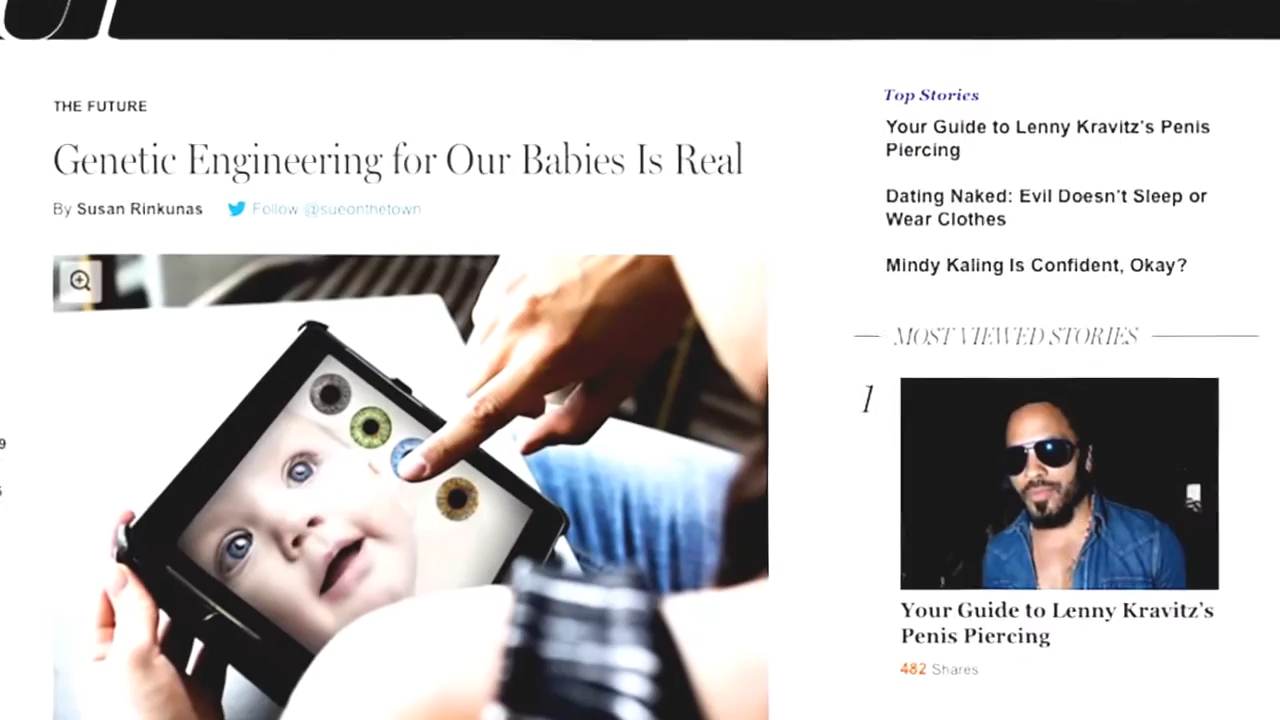 THE FUTURE
Genetic Engineering for Our Babies Is Real
By Susan Rinkunas Follow @sueonthetown
Top Stories
Your Guide to Lenny Kravitz's Penis
Piercing
Dating Naked: Evil Doesn't Sleep or
Wear Clothes
Mindy Kaling Is Confident, Okay?
MOST VIEWED STORIES
1
Your Guide to Lenny Kravitz's
Penis Piercing
482 Shares